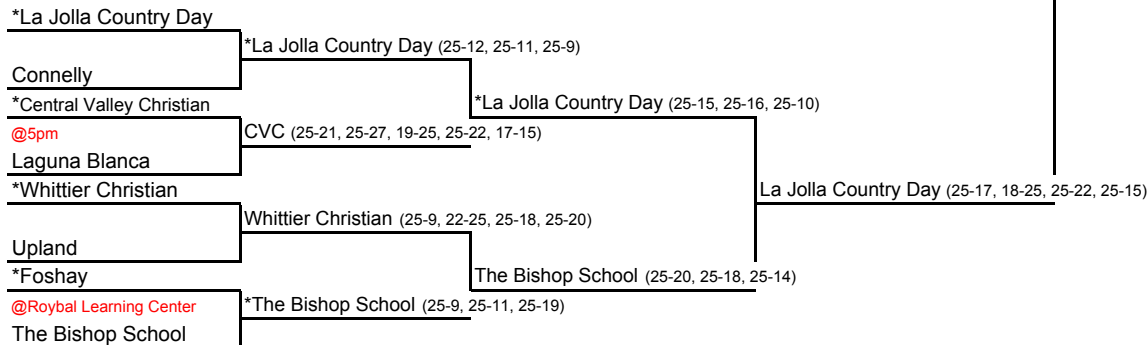 *La Jolla Country Day
*La Jolla Country Day (25-12, 25-11, 25-9)
Connelly
*Central Valley Christian
*La Jolla Country Day (25-15, 25-16, 25-10)
@5pm
CVC (25-21, 25-27, 19-25, 25-22, 17-15)
Laguna Blanca
*Whittier Christian
La Jolla Country Day (25-17, 18-25, 25-22, 25-15)
Whittier Christian (25-9, 22-25, 25-18, 25-20)
Upland
*Foshay
The Bishop School (25-20, 25-18, 25-14)
@Roybal Learning Center
*The Bishop School (25-9, 25-11, 25-19)
The Bishop School